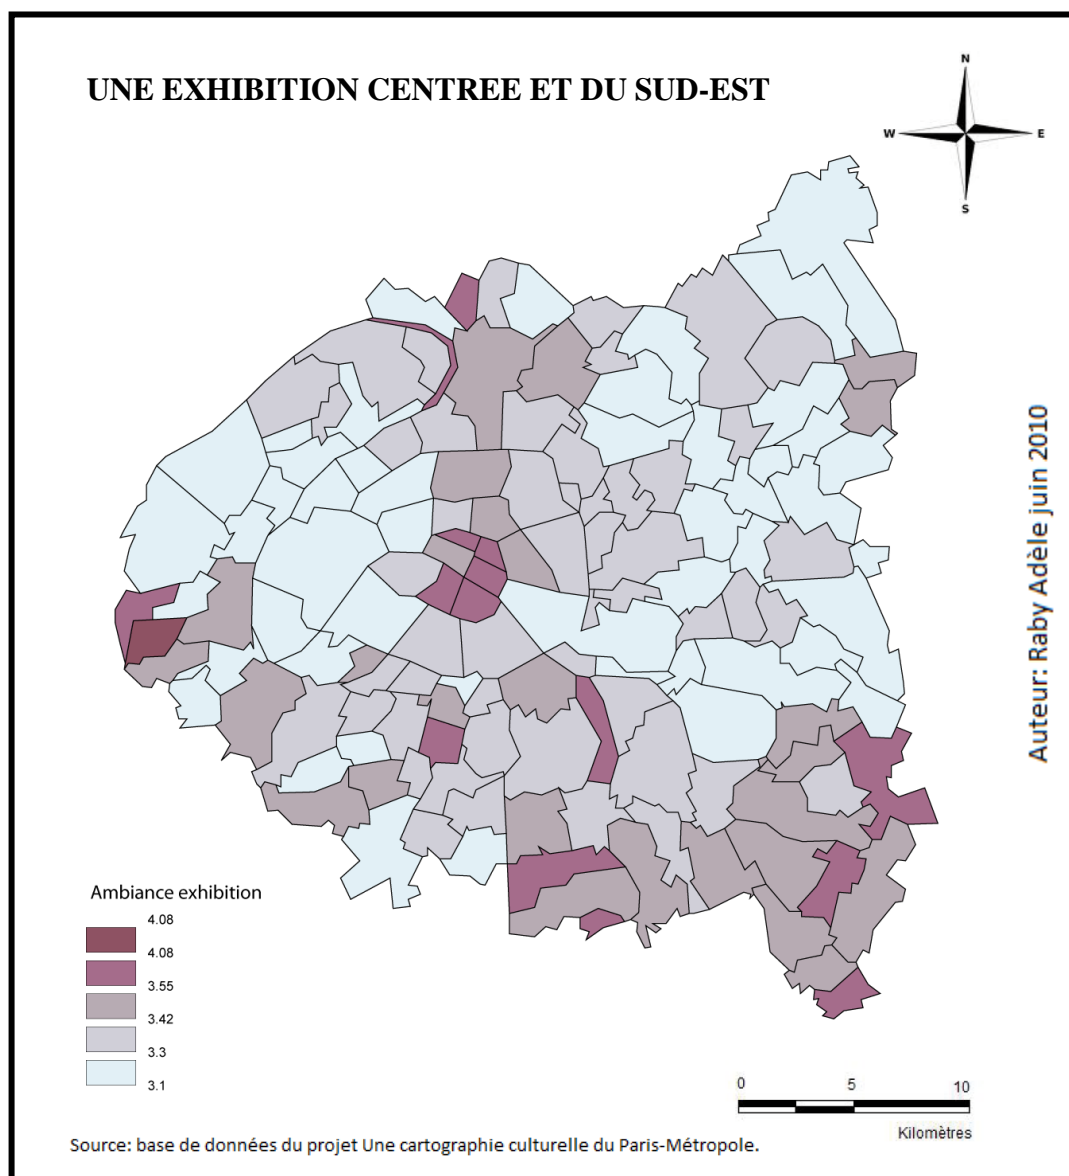 UNE EXHIBITION CENTREE ET DU SUD-EST
N
W
E
S
Auteur: Raby Adèle juin 2010
Ambiance exhibition
4.08
4.08
3.55
3.42
3.3
3.1
0 5 10
Kilomètres
Source: base de données du projet Une cartographie culturelle du Paris-Métropole.